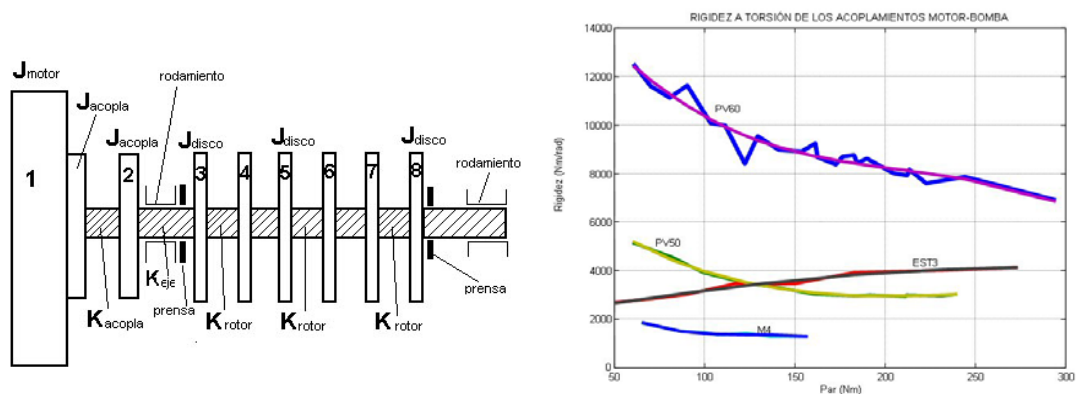 Jmotor
rodamiento
Jacopla
Jacopla
Jdisco
Jdisco
Jdisco
rodamiento
1
2
3
4
5
6
7
8
Keje
prensa
prensa
Kacopla
Krotor
Krotor
Krotor
RIGIDEZ A TORSIÓN DE LOS ACOPLAMIENTOS MOTOR-BOMBA
14000
12000
10000
8000
6000
4000
2000
0
Rigidez (Nm/rad)
PV60
PV50
EST3
M4
50
100
150
200
250
300
Par (Nm)